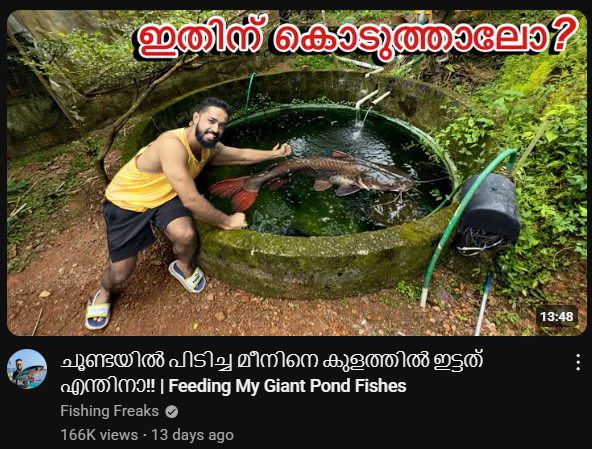 ഇതിന് കൊടുത്താലോ?
13:48
ചൂണ്ടയിൽ പിടിച്ച മീനിനെ കുളത്തിൽ ഇട്ടത്
എന്തിനാ!! | Feeding My Giant Pond Fishes
Fishing Freaks
166K views · 13 days ago